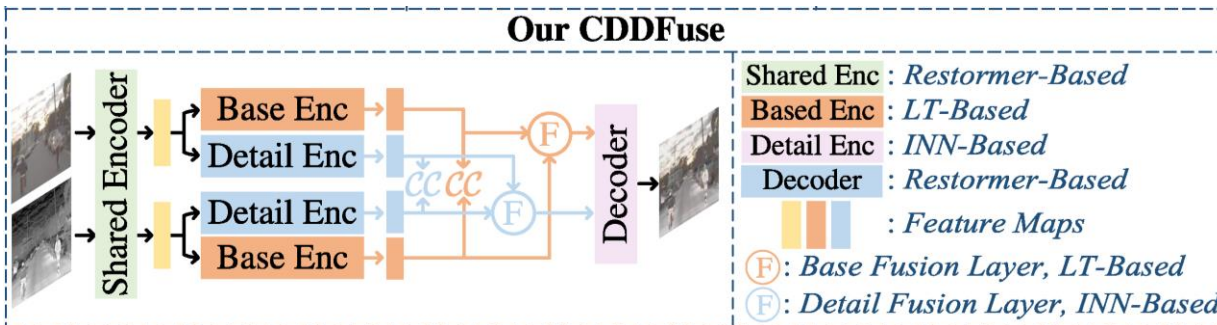 Our CDDFuse
Shared Encoder
Base Enc
Detail Enc
CC CC
Detail Enc
Base Enc
F
F
Decoder
Shared Enc : Restormer-Based
Based Enc : LT-Based
Detail Enc : INN-Based
Decoder : Restormer-Based
: Feature Maps
F : Base Fusion Layer, LT-Based
F : Detail Fusion Layer, INN-Based